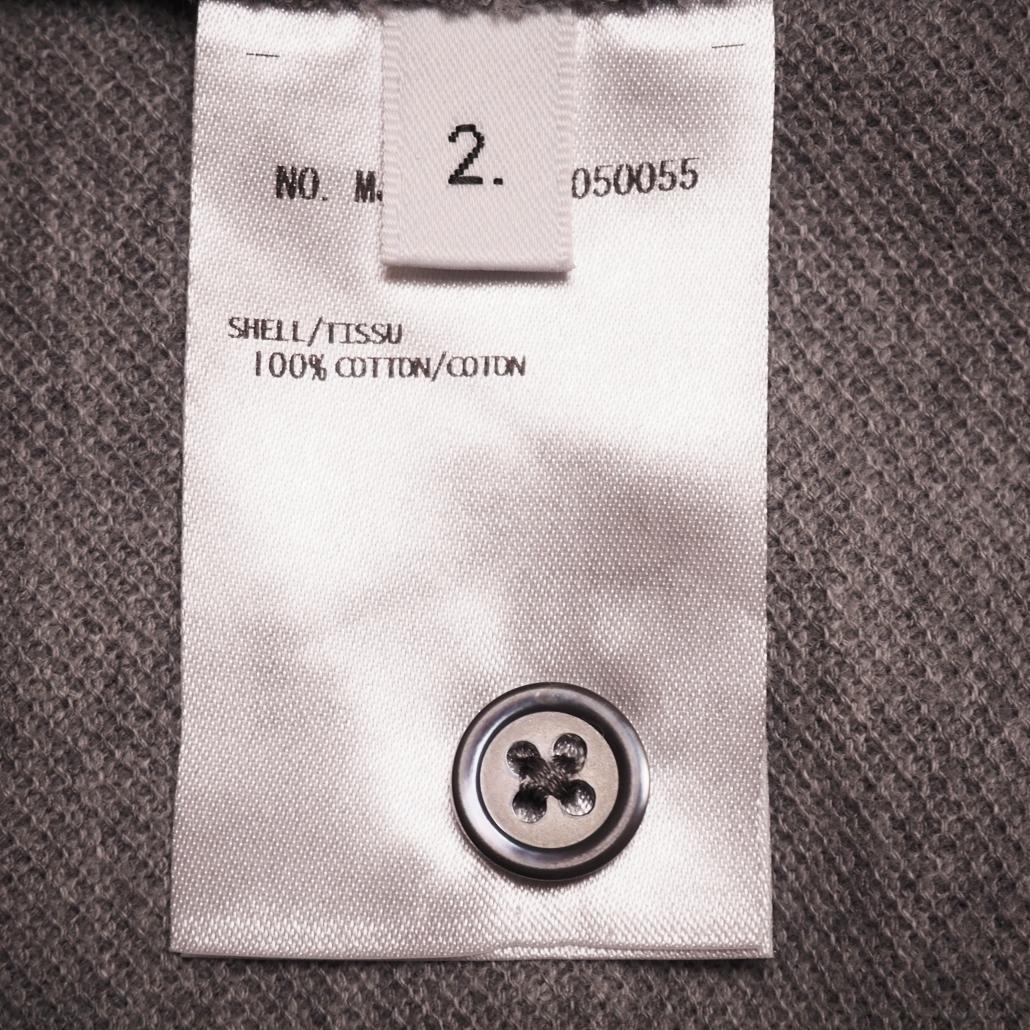 2.
NO. M 050055
SHELL/TISSU
100% COTTON/COTON